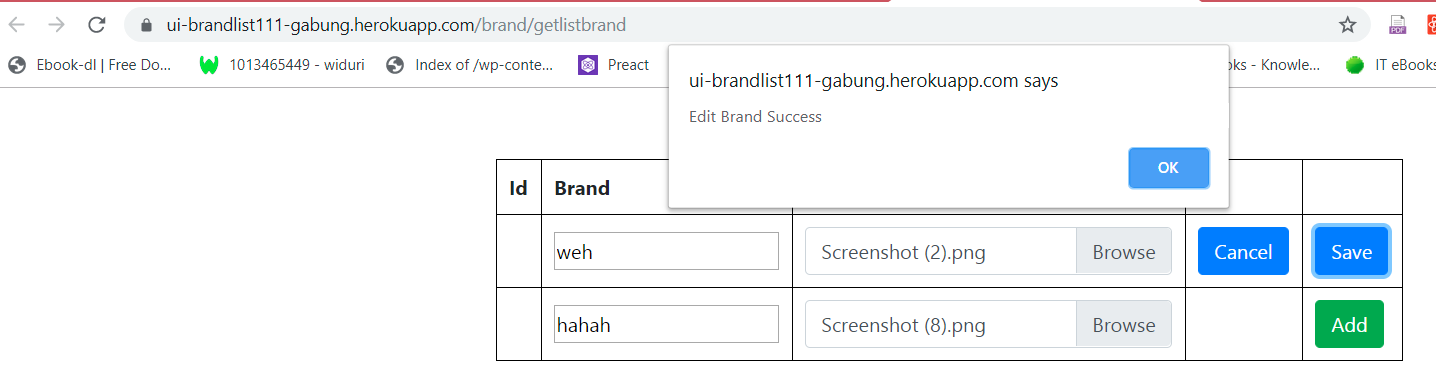 ui-brandlist111-gabung.herokuapp.com/brand/getlistbrand
PDF
Ebook-dl | Free Do... 1013465449 - widuri Index of /wp-conte... Preact oks - Knowle... IT eBooks
ui-brandlist111-gabung.herokuapp.com says
Edit Brand Success
OK
Id Brand
weh Screenshot (2).png Browse Cancel Save
hahah Screenshot (8).png Browse Add